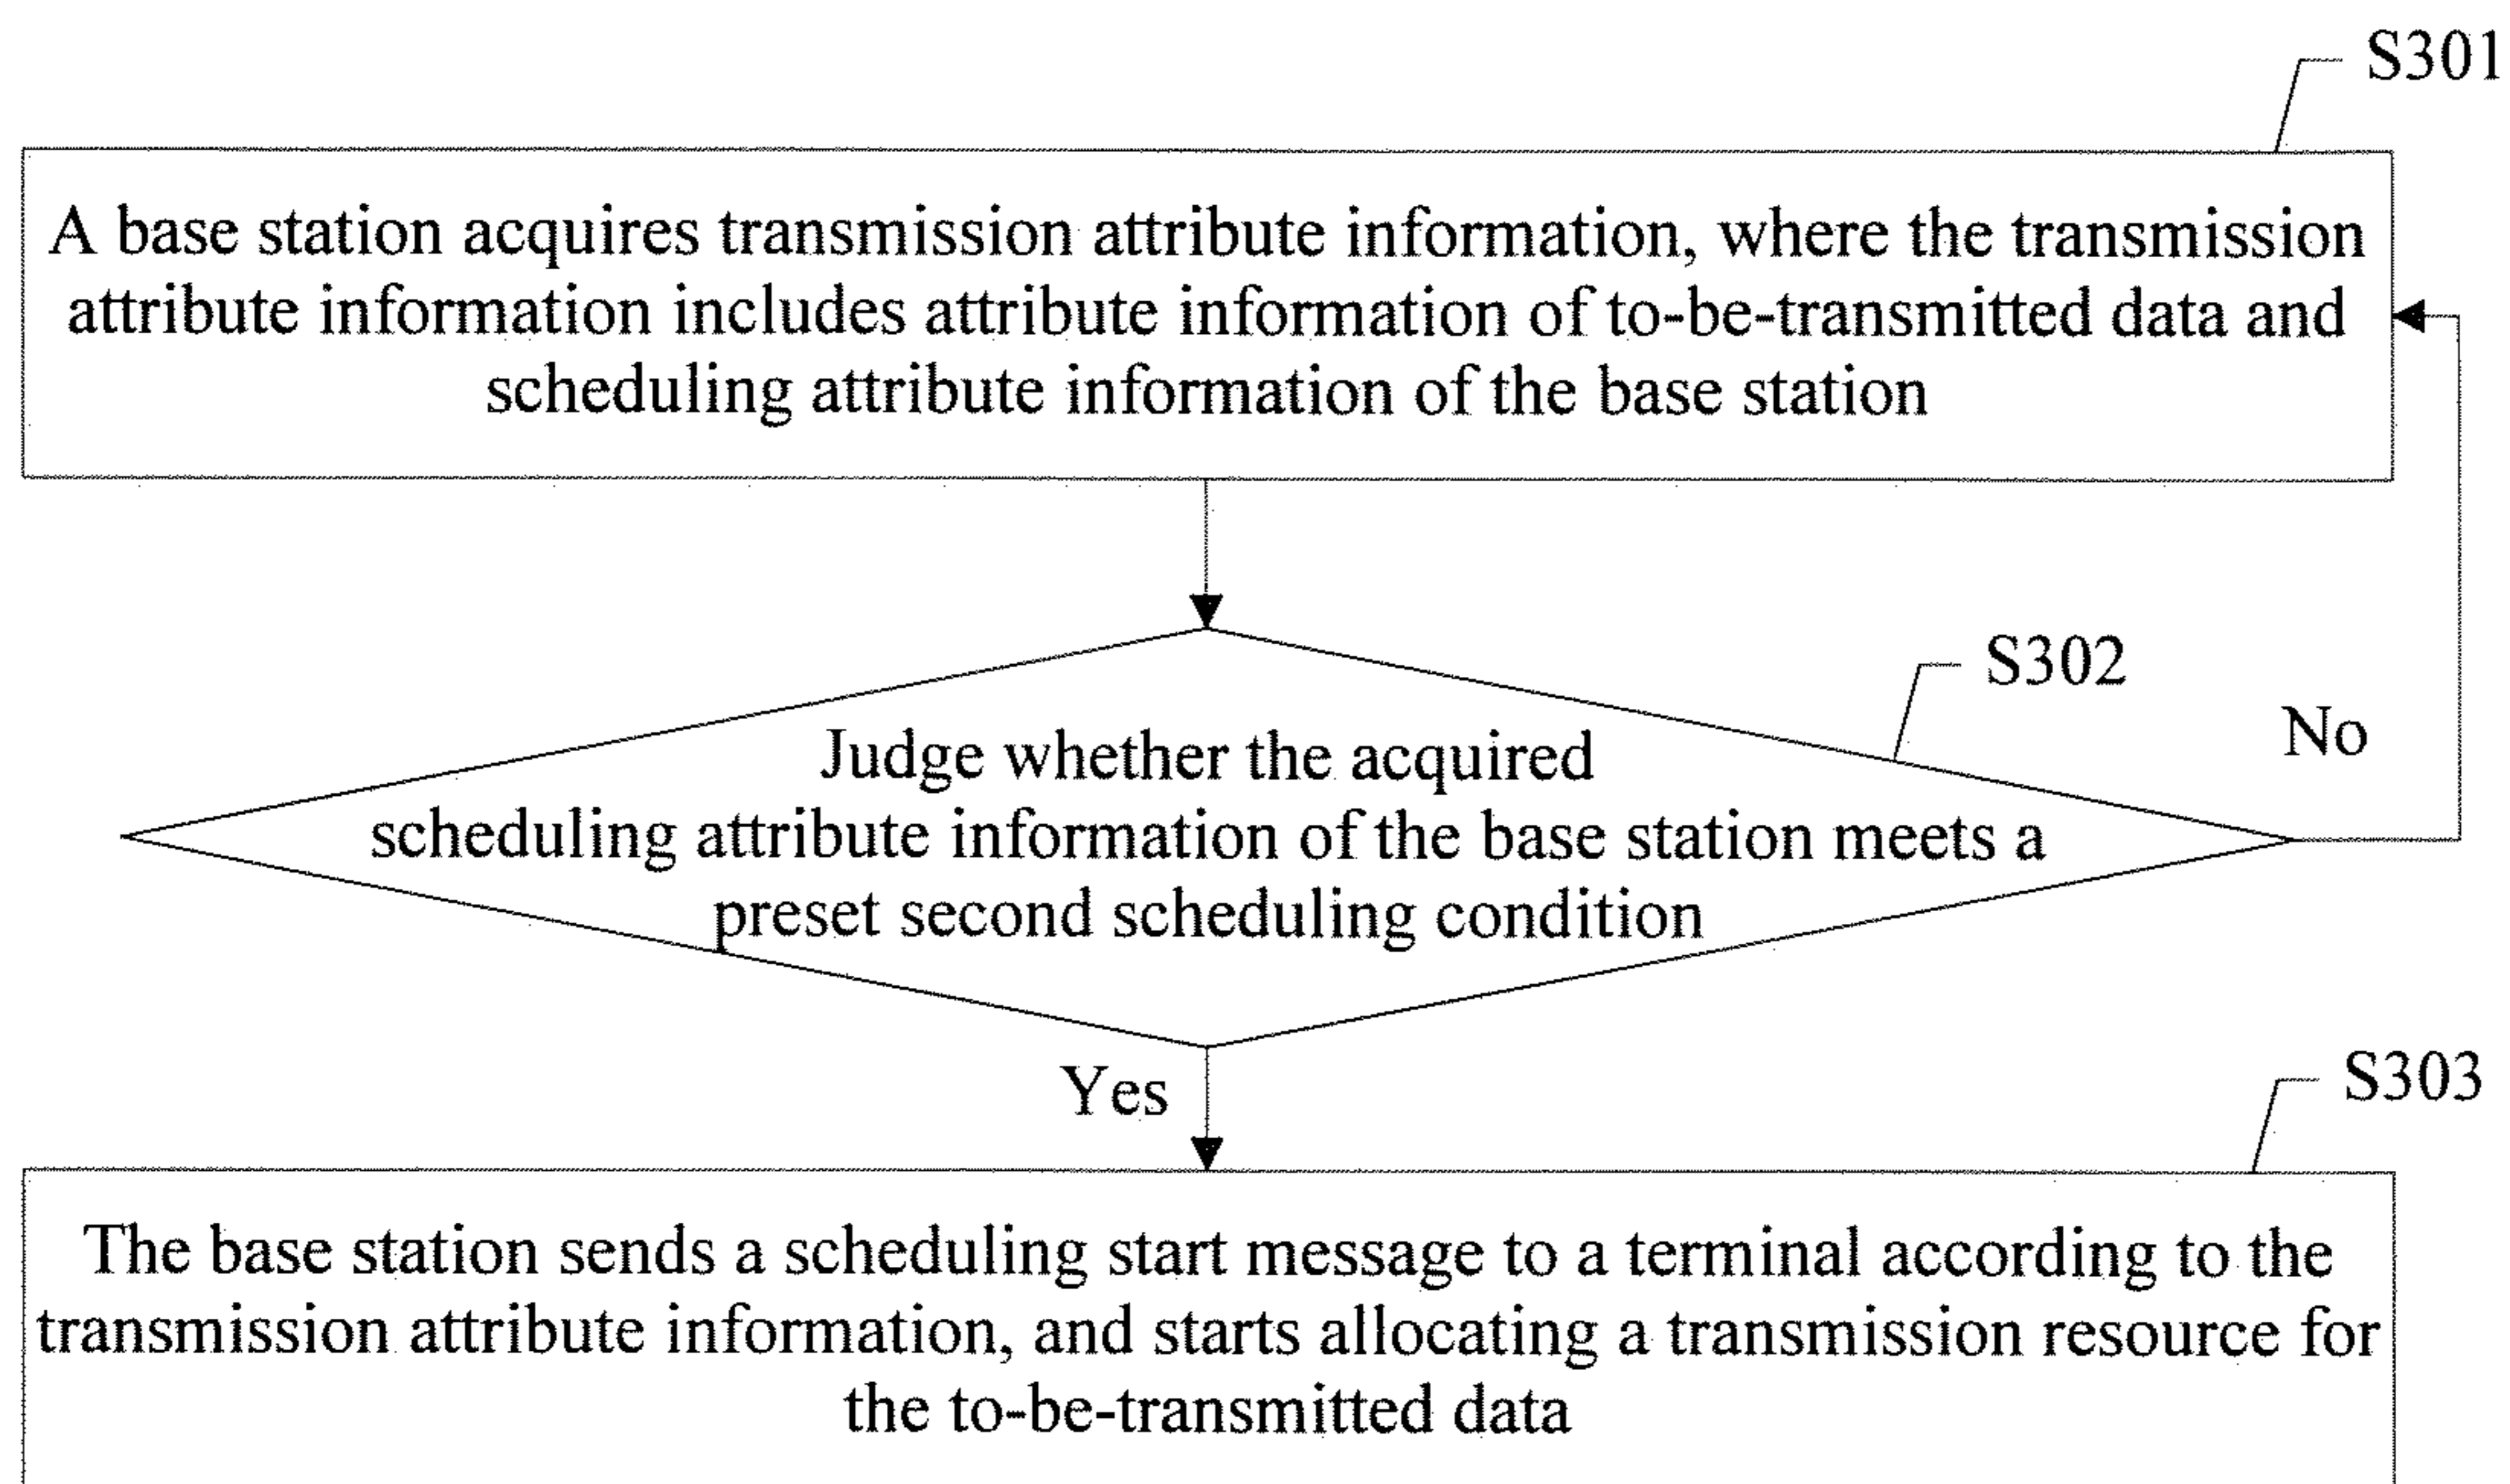 S301
A base station acquires transmission attribute information, where the transmission
attribute information includes attribute information of to-be-transmitted data and
scheduling attribute information of the base station
S302
No
Judge whether the acquired
scheduling attribute information of the base station meets a
preset second scheduling condition
Yes
S303
The base station sends a scheduling start message to a terminal according to the
transmission attribute information, and starts allocating a transmission resource for
the to-be-transmitted data